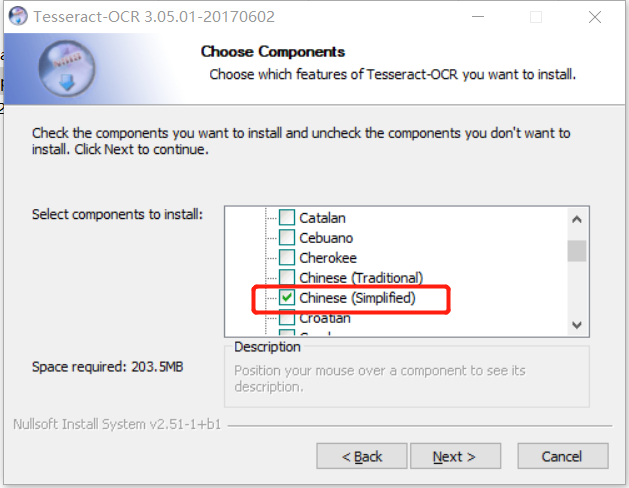 Tesseract-OCR 3.05.01-20170602
Choose Components
Choose which features of Tesseract-OCR you want to install.
Check the components you want to install and uncheck the components you don't want to
install. Click Next to continue.
Select components to install:
Catalan
Cebuano
Cherokee
Chinese (Traditional)
Chinese (Simplified)
Croatian
Space required: 203.5MB
Description
Position your mouse over a component to see its
description.
Nullsoft Install System v2.51-1+b1
< Back
Next >
Cancel